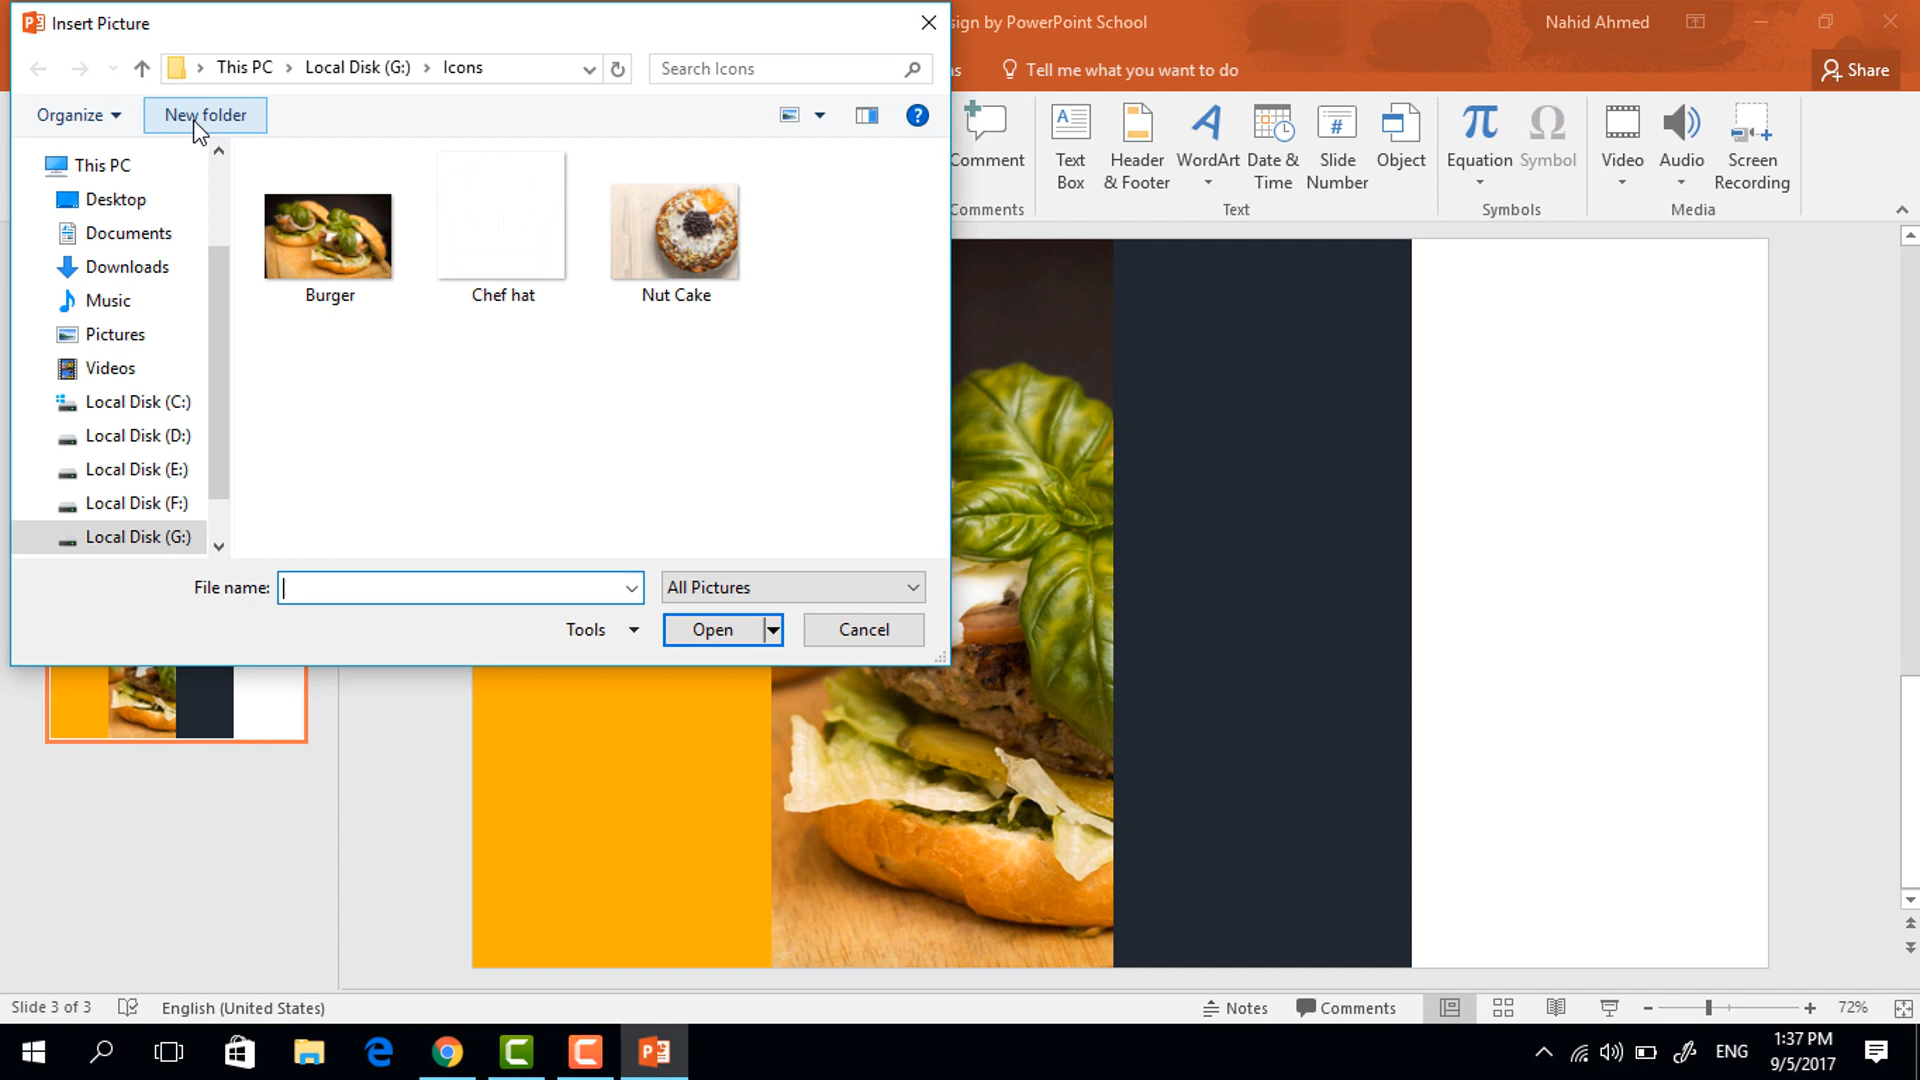 Insert Picture
sign by PowerPoint School
Nahid Ahmed
This PC > Local Disk (G:) > Icons
Search Icons
Tell me what you want to do
Share
Organize
New folder
?
This PC
Desktop
Documents
Downloads
Music
Pictures
Videos
Local Disk (C:)
Local Disk (D:)
Local Disk (E:)
Local Disk (F:)
Local Disk (G:)
Burger
Chef hat
Nut Cake
File name:
All Pictures
Tools
Open
Cancel
Comment
Comments
Text
Box
Header
& Footer
WordArt
Date &
Time
Slide
Number
Object
Text
Equation
Symbol
Symbols
Video
Audio
Screen
Recording
Media
Slide 3 of 3
English (United States)
Notes
Comments
72%
ENG
1:37 PM
9/5/2017